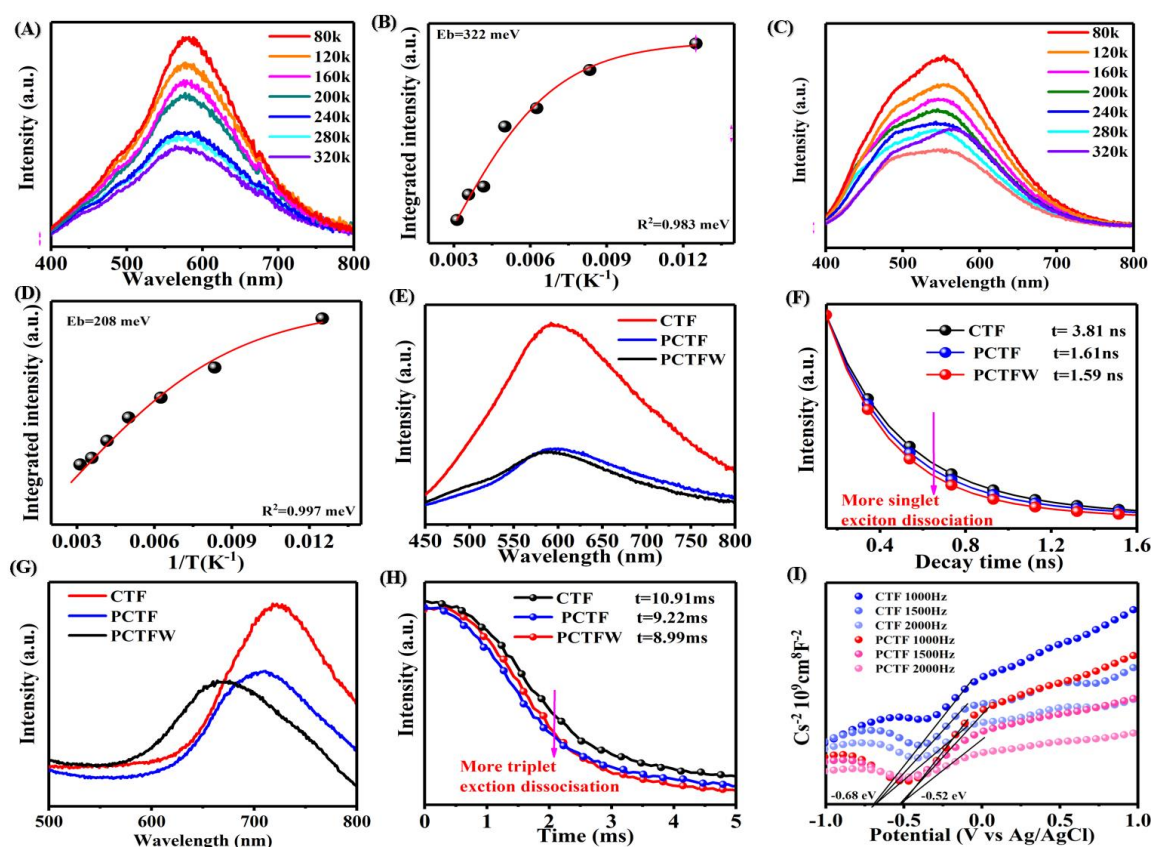 (A)
80k
120k
160k
200k
240k
280k
320k
Intensity (a.u.)
400 500 600 700 800
Wavelength (nm)
(B)
Eb=322 meV
R²=0.983 meV
Integrated intensity (a.u.)
0.003 0.006 0.009 0.012
1/T(K⁻¹)
(C)
80k
120k
160k
200k
240k
280k
320k
Intensity (a.u.)
400 500 600 700 800
Wavelength (nm)
(D)
Eb=208 meV
R²=0.997 meV
Integrated intensity (a.u.)
0.003 0.006 0.009 0.012
1/T(K⁻¹)
(E)
CTF
PCTF
PCTFW
Intensity (a.u.)
450 500 550 600 650 700 750 800
Wavelength (nm)
(F)
CTF t= 3.81 ns
PCTF t=1.61ns
PCTFW t=1.59 ns
More singlet
exciton dissociation
Intensity (a.u.)
0.4 0.8 1.2 1.6
Decay time (ns)
(G)
CTF
PCTF
PCTFW
Intensity (a.u.)
500 600 700 800
Wavelength (nm)
(H)
CTF t=10.91ms
PCTF t=9.22ms
PCTFW t=8.99ms
More triplet
exction dissocisation
Intensity (a.u.)
0 1 2 3 4 5
Time (ms)
(I)
CTF 1000Hz
CTF 1500Hz
CTF 2000Hz
PCTF 1000Hz
PCTF 1500Hz
PCTF 2000Hz
-0.68 eV
-0.52 eV
Cs⁻² 10⁹cm⁸F⁻²
-1.0 -0.5 0.0 0.5 1.0
Potential (V vs Ag/AgCl)